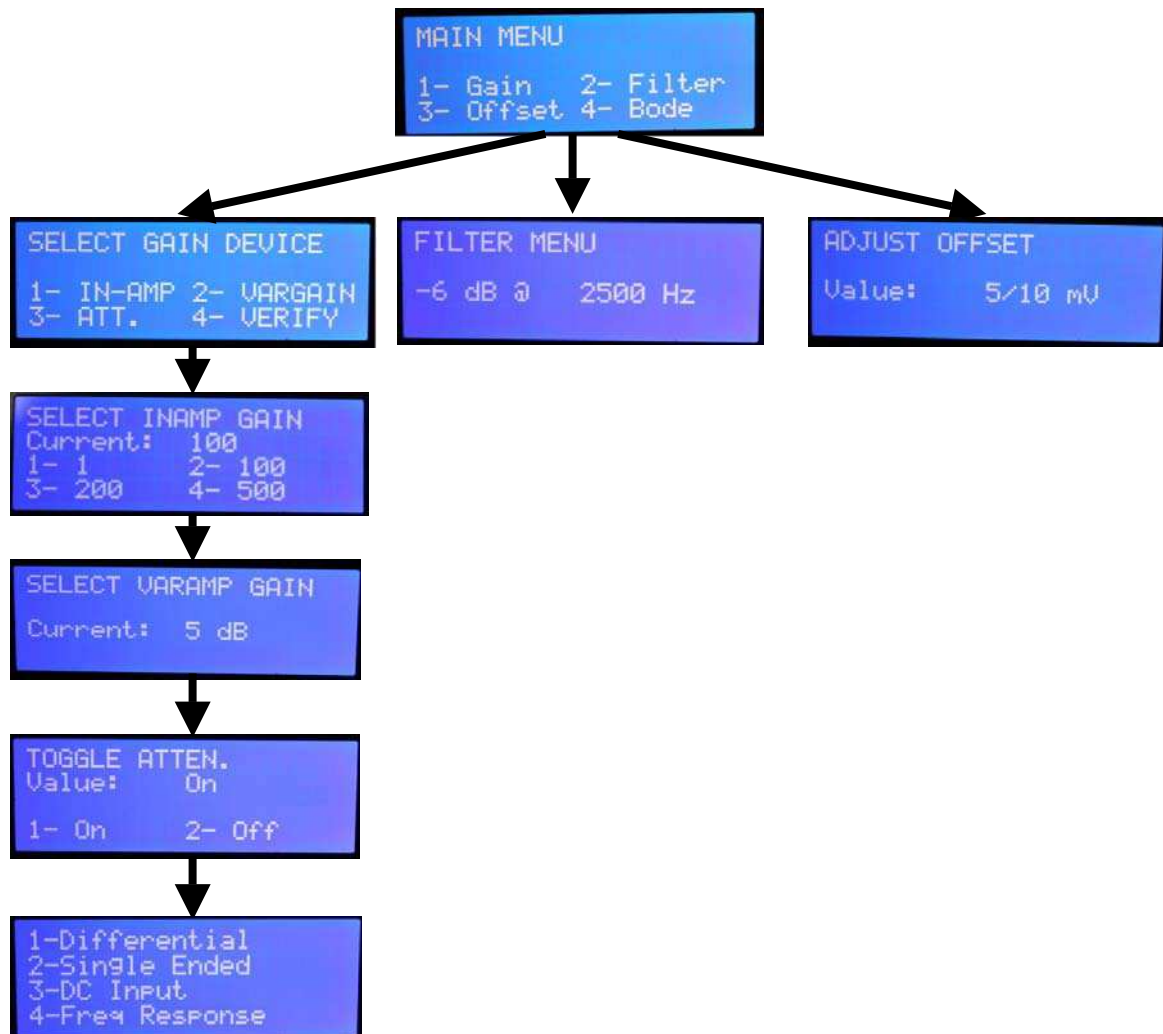 MAIN MENU
1- Gain 2- Filter
3- Offset 4- Bode
SELECT GAIN DEVICE
1- IN-AMP 2- VARGAIN
3- ATT. 4- VERIFY
FILTER MENU
-6 dB @ 2500 Hz
ADJUST OFFSET
Value: 5/10 mV
SELECT INAMP GAIN
Current: 100
1- 1 2- 100
3- 200 4- 500
SELECT VARAMP GAIN
Current: 5 dB
TOGGLE ATTEN.
Value: On
1- On 2- Off
1-Differential
2-Single Ended
3-DC Input
4-Freq Response